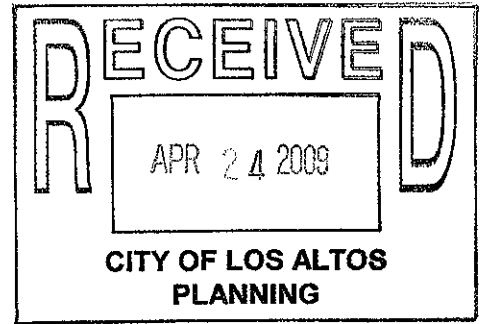 RECEIVED
APR 24 2009
CITY OF LOS ALTOS
PLANNING